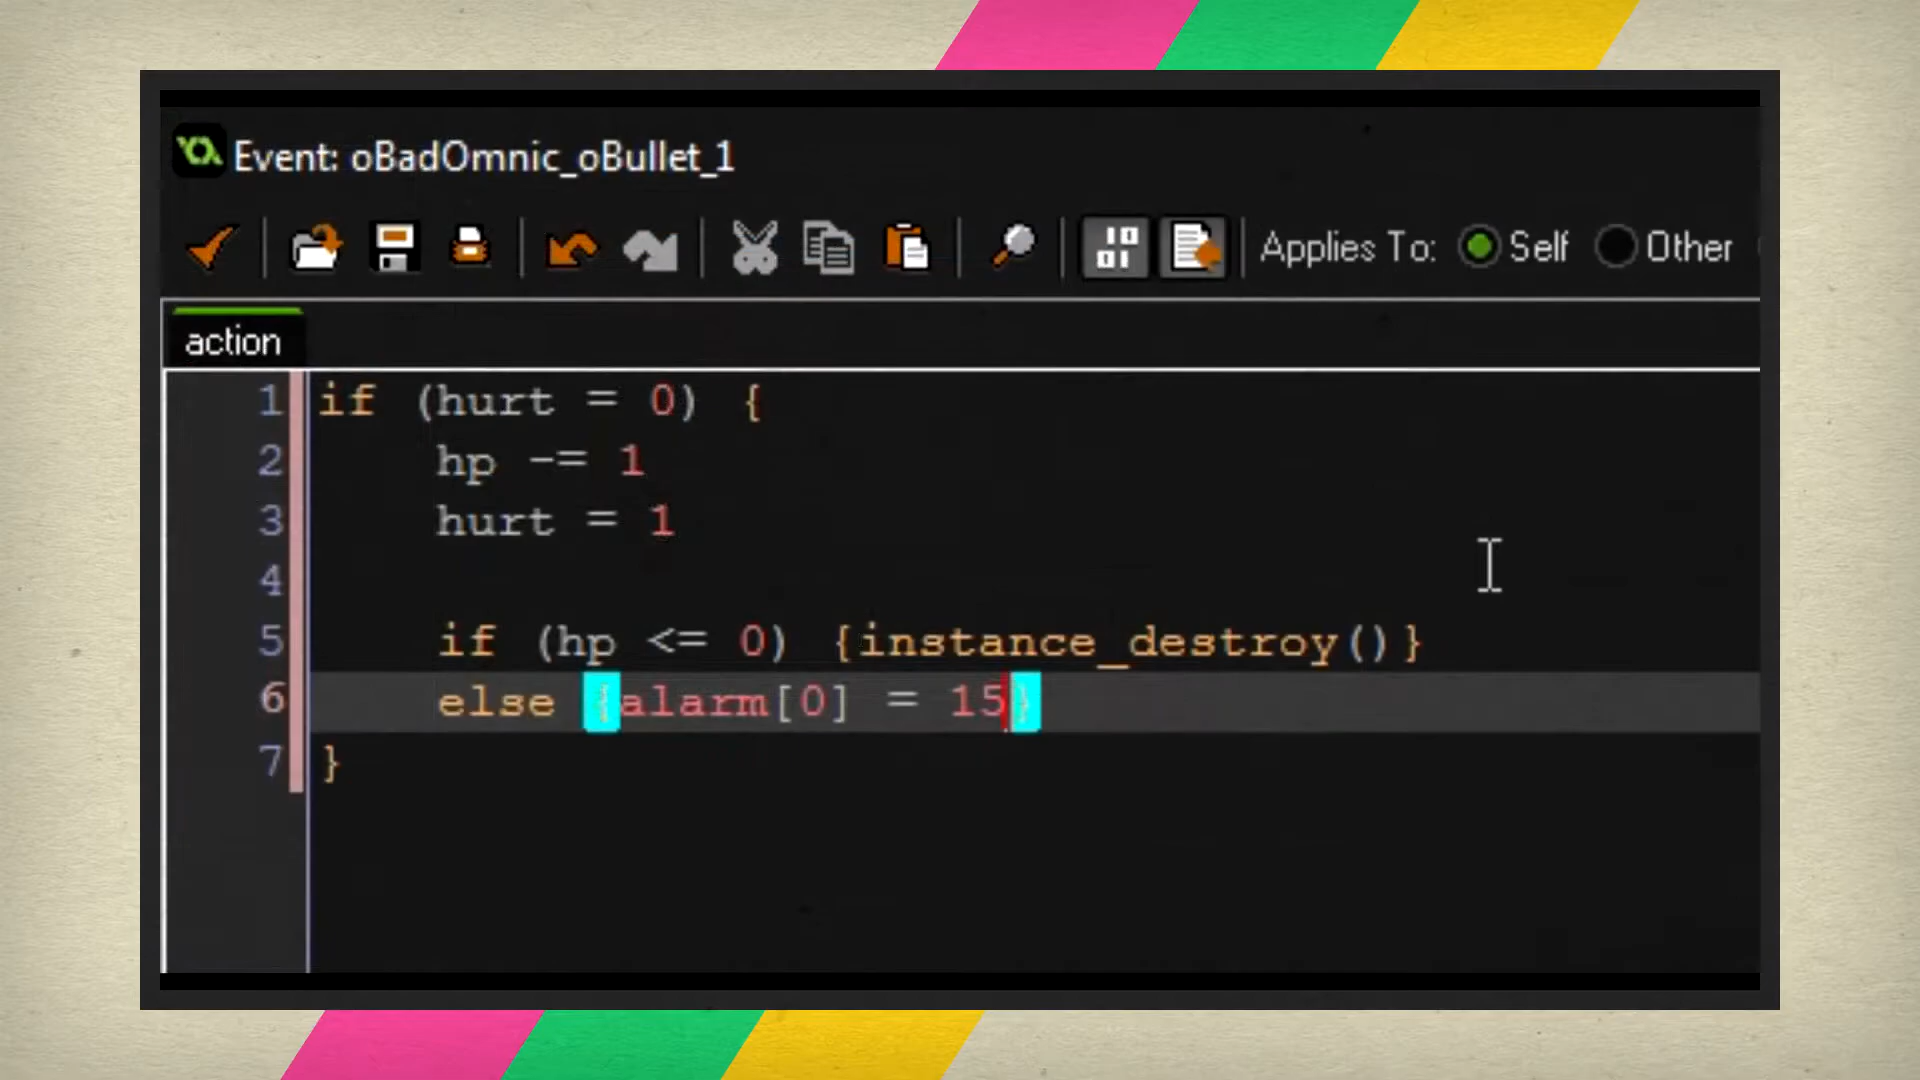 Event: oBadOmnic_oBullet_1
Applies To: Self Other
action
1 if (hurt = 0) {
2 hp -= 1
3 hurt = 1
4
5 if (hp <= 0) {instance_destroy()}
6 else {alarm[0] = 15}
7 }